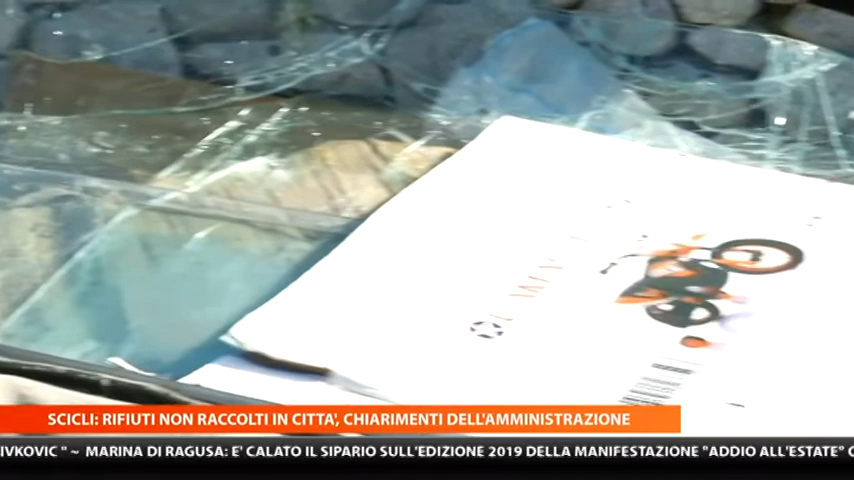 SCICLI: RIFIUTI NON RACCOLTI IN CITTA', CHIARIMENTI DELL'AMMINISTRAZIONE
IVKOVIC " ~ MARINA DI RAGUSA: E' CALATO IL SIPARIO SULL'EDIZIONE 2019 DELLA MANIFESTAZIONE "ADDIO ALL'ESTATE" C